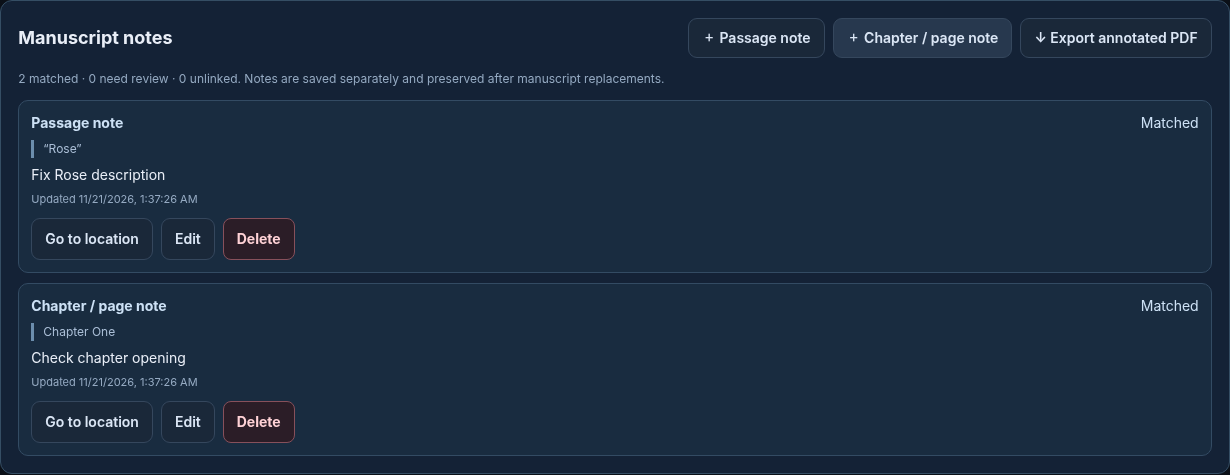 Manuscript notes
+ Passage note
+ Chapter / page note
↓ Export annotated PDF
2 matched · 0 need review · 0 unlinked. Notes are saved separately and preserved after manuscript replacements.
Passage note
Matched
“Rose”
Fix Rose description
Updated 11/21/2026, 1:37:26 AM
Go to location
Edit
Delete
Chapter / page note
Matched
Chapter One
Check chapter opening
Updated 11/21/2026, 1:37:26 AM
Go to location
Edit
Delete